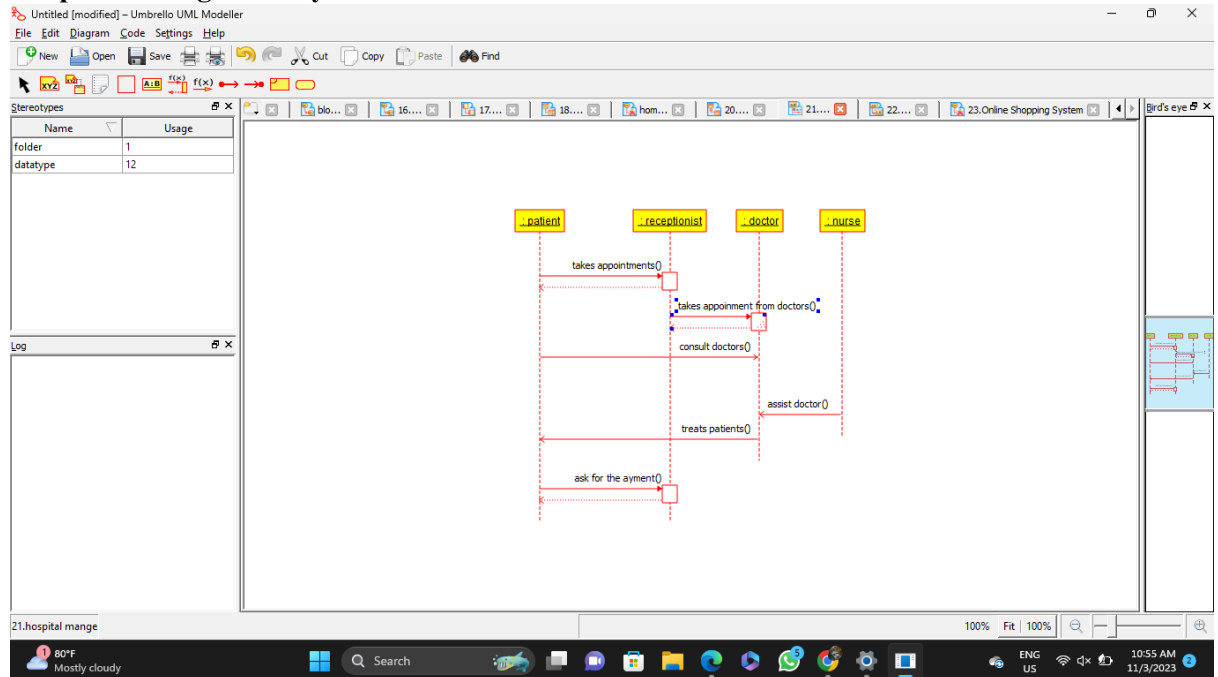 Untitled [modified] – Umbrello UML Modeller
File Edit Diagram Code Settings Help
New Open Save Cut Copy Paste Find
XYZ A:B f(x) f(x)
Stereotypes
blo... 16.... 17.... 18.... hom... 20.... 21.... 22.... 23.Online Shopping System
Bird's eye
Name Usage
folder 1
datatype 12
: patient : receptionist : doctor : nurse
takes appointments()
takes appoinment from doctors()
Log
consult doctors()
assist doctor()
treats patients()
ask for the ayment()
21.hospital mange
100% Fit 100%
1
80°F
Mostly cloudy
Search
5
ENG
US
10:55 AM
11/3/2023
2